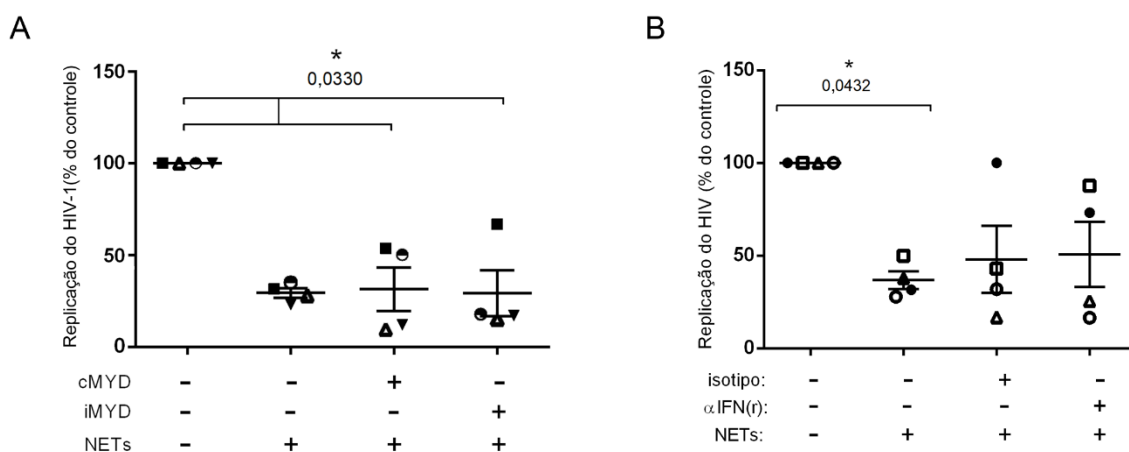 A
*
0,0330
Replicação do HIV-1(% do controle)
150
100
50
0
cMYD - - + -
iMYD - - - +
NETs - + + +
B
*
0,0432
Replicação do HIV (% do controle)
150
100
50
0
isotipo: - - + -
αIFN(r): - - - +
NETs: - + + +